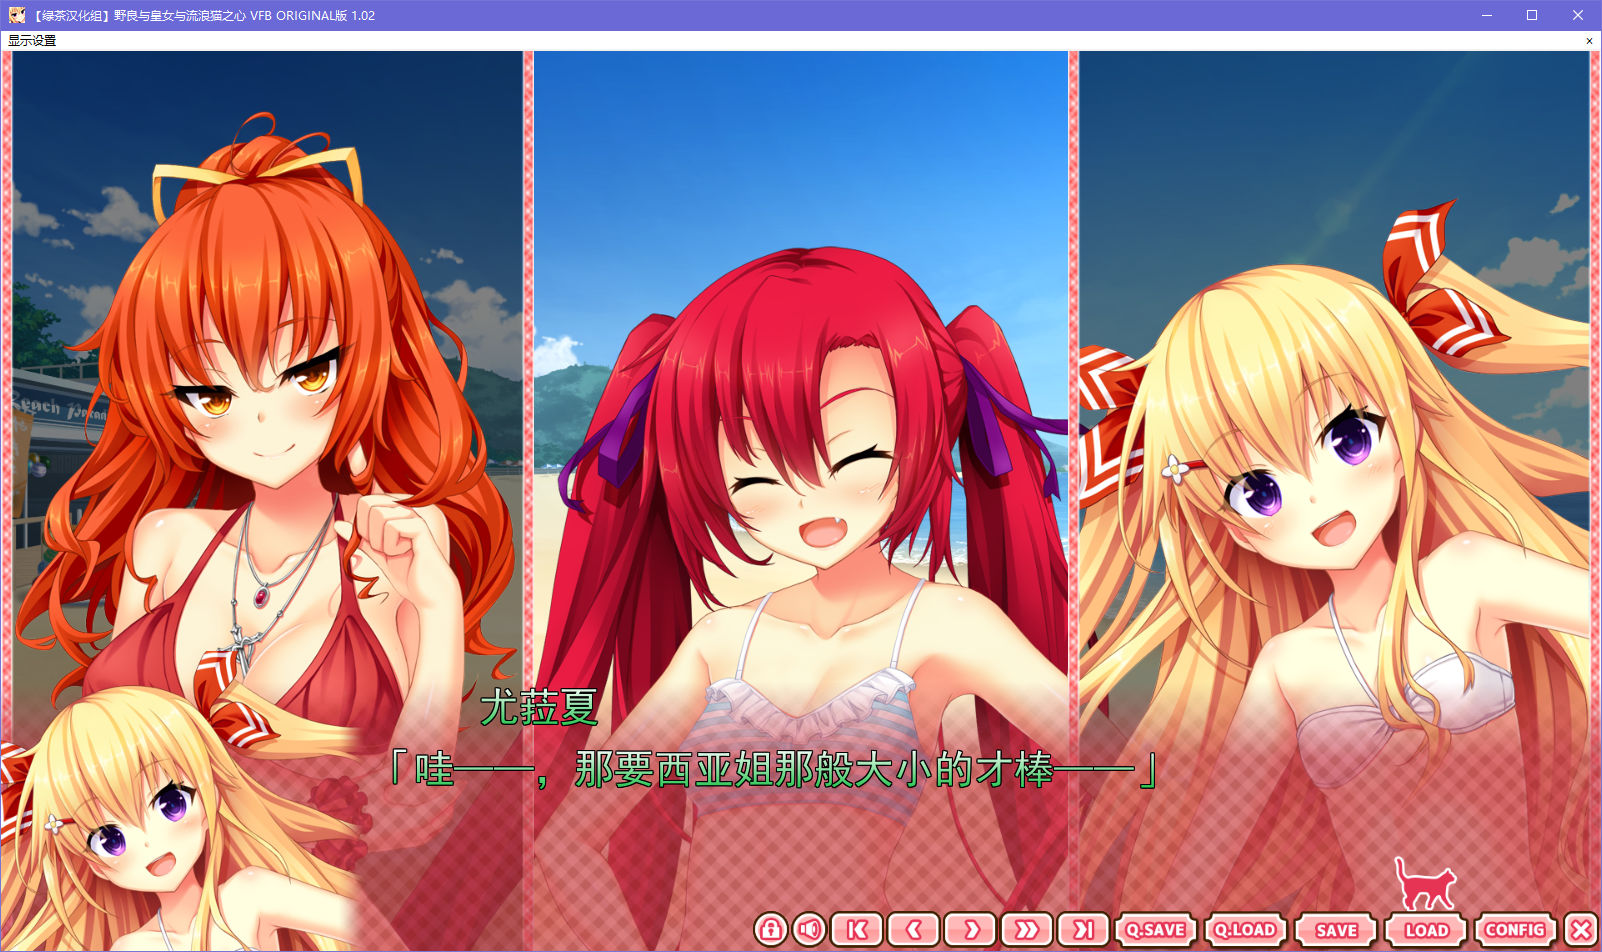 【绿茶汉化组】野良与皇女与流浪猫之心 VFB ORIGINAL版 1.02
显示设置
Beach
尤菈夏
「哇——，那要西亚姐那般大小的才棒——」
Q.SAVE
Q.LOAD
SAVE
LOAD
CONFIG